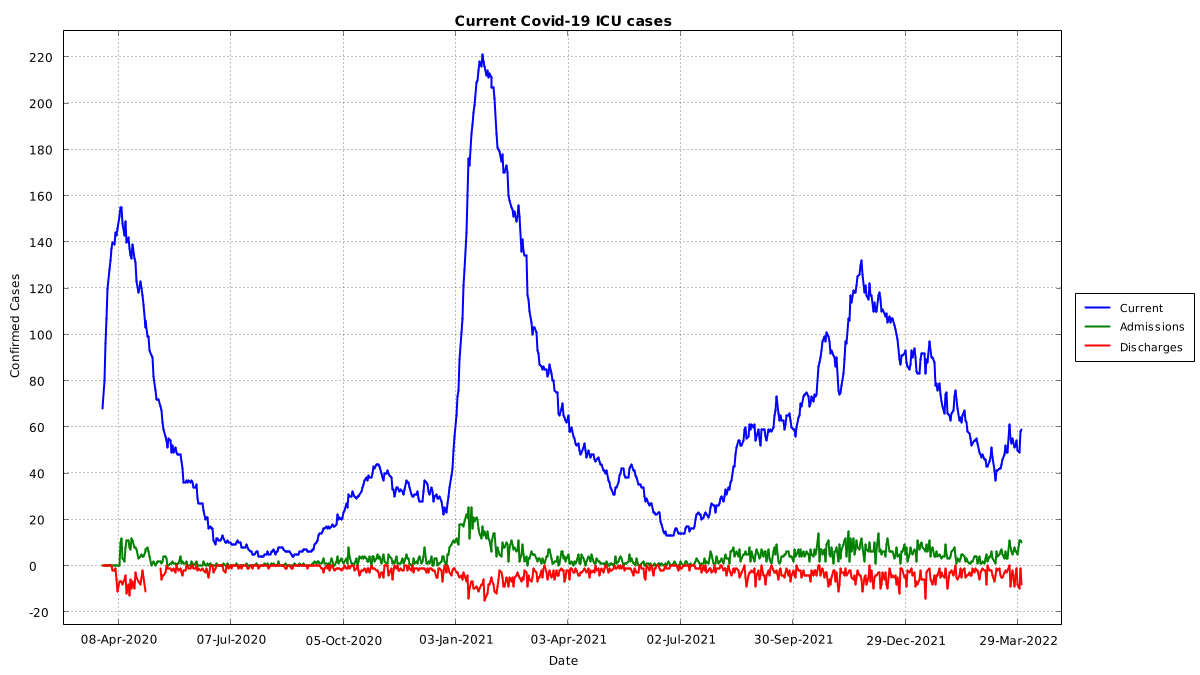 Current Covid-19 ICU cases
Confirmed Cases
220
200
180
160
140
120
100
80
60
40
20
0
-20
08-Apr-2020 07-Jul-2020 05-Oct-2020 03-Jan-2021 03-Apr-2021 02-Jul-2021 30-Sep-2021 29-Dec-2021 29-Mar-2022
Date
Current
Admissions
Discharges